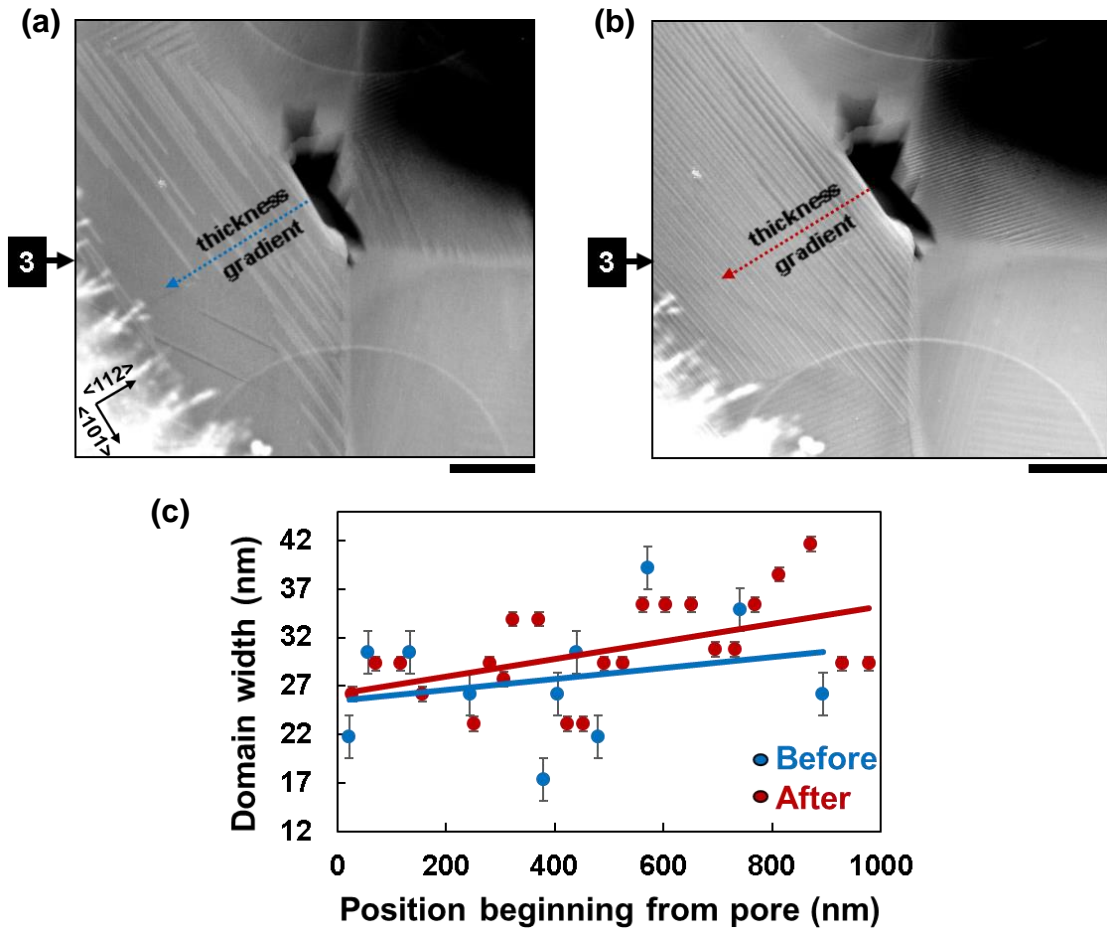 (a)
(b)
thickness
gradient
3
<112>
<101>
thickness
gradient
3
(c)
Domain width (nm)
42
37
32
27
22
17
12
Before
After
0 200 400 600 800 1000
Position beginning from pore (nm)